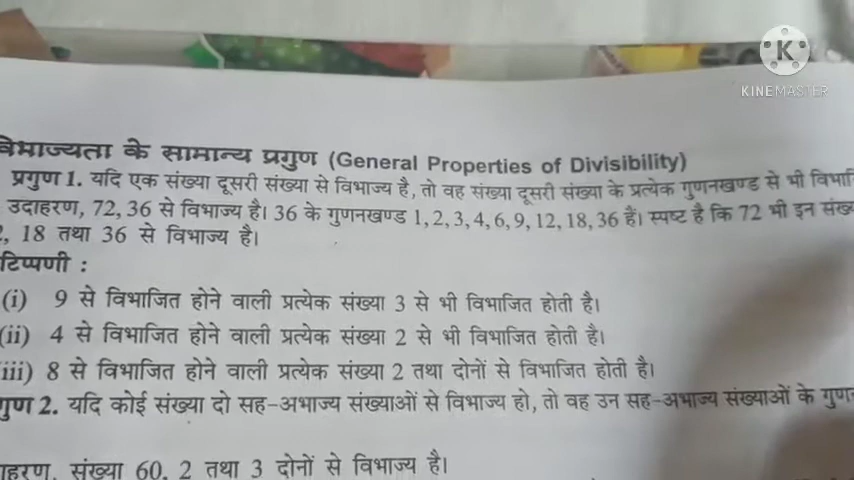 KINEMASTER
विभाज्यता के सामान्य प्रगुण (General Properties of Divisibility)
प्रगुण 1. यदि एक संख्या दूसरी संख्या से विभाज्य है, तो वह संख्या दूसरी संख्या के प्रत्येक गुणनखण्ड से भी
उदाहरण, 72, 36 से विभाज्य है। 36 के गुणनखण्ड 1, 2, 3, 4, 6, 9, 12, 18, 36 हैं। स्पष्ट है कि 72 भी इन
18 तथा 36 से विभाज्य है।
टिप्पणी :
(i) 9 से विभाजित होने वाली प्रत्येक संख्या 3 से भी विभाजित होती है।
(ii) 4 से विभाजित होने वाली प्रत्येक संख्या 2 से भी विभाजित होती है।
iii) 8 से विभाजित होने वाली प्रत्येक संख्या 2 तथा दोनों से विभाजित होती है।
गुण 2. यदि कोई संख्या दो सह-अभाज्य संख्याओं से विभाज्य हो, तो वह उन सह-अभाज्य संख्याओं के
संख्या 60, 2 तथा 3 दोनों से विभाज्य है।